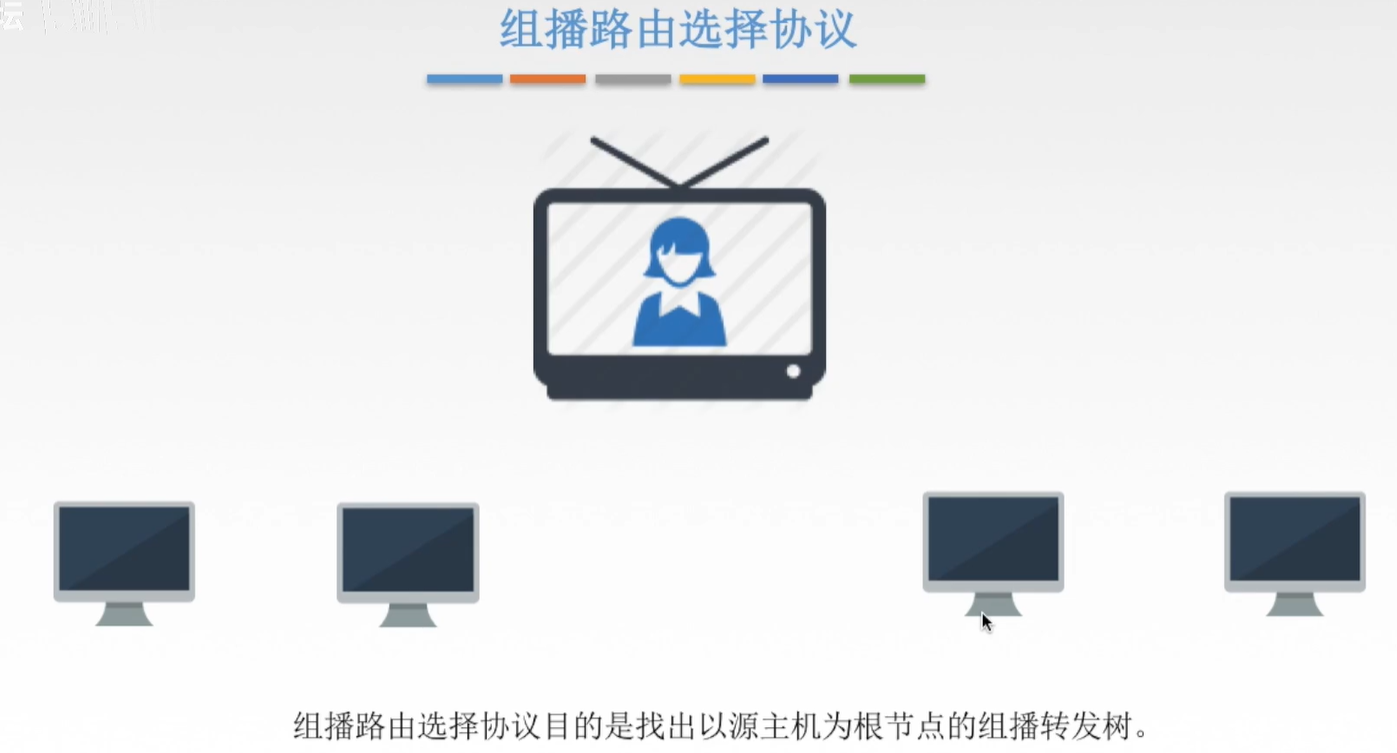 坛
组播路由选择协议
组播路由选择协议目的是找出以源主机为根节点的组播转发树。